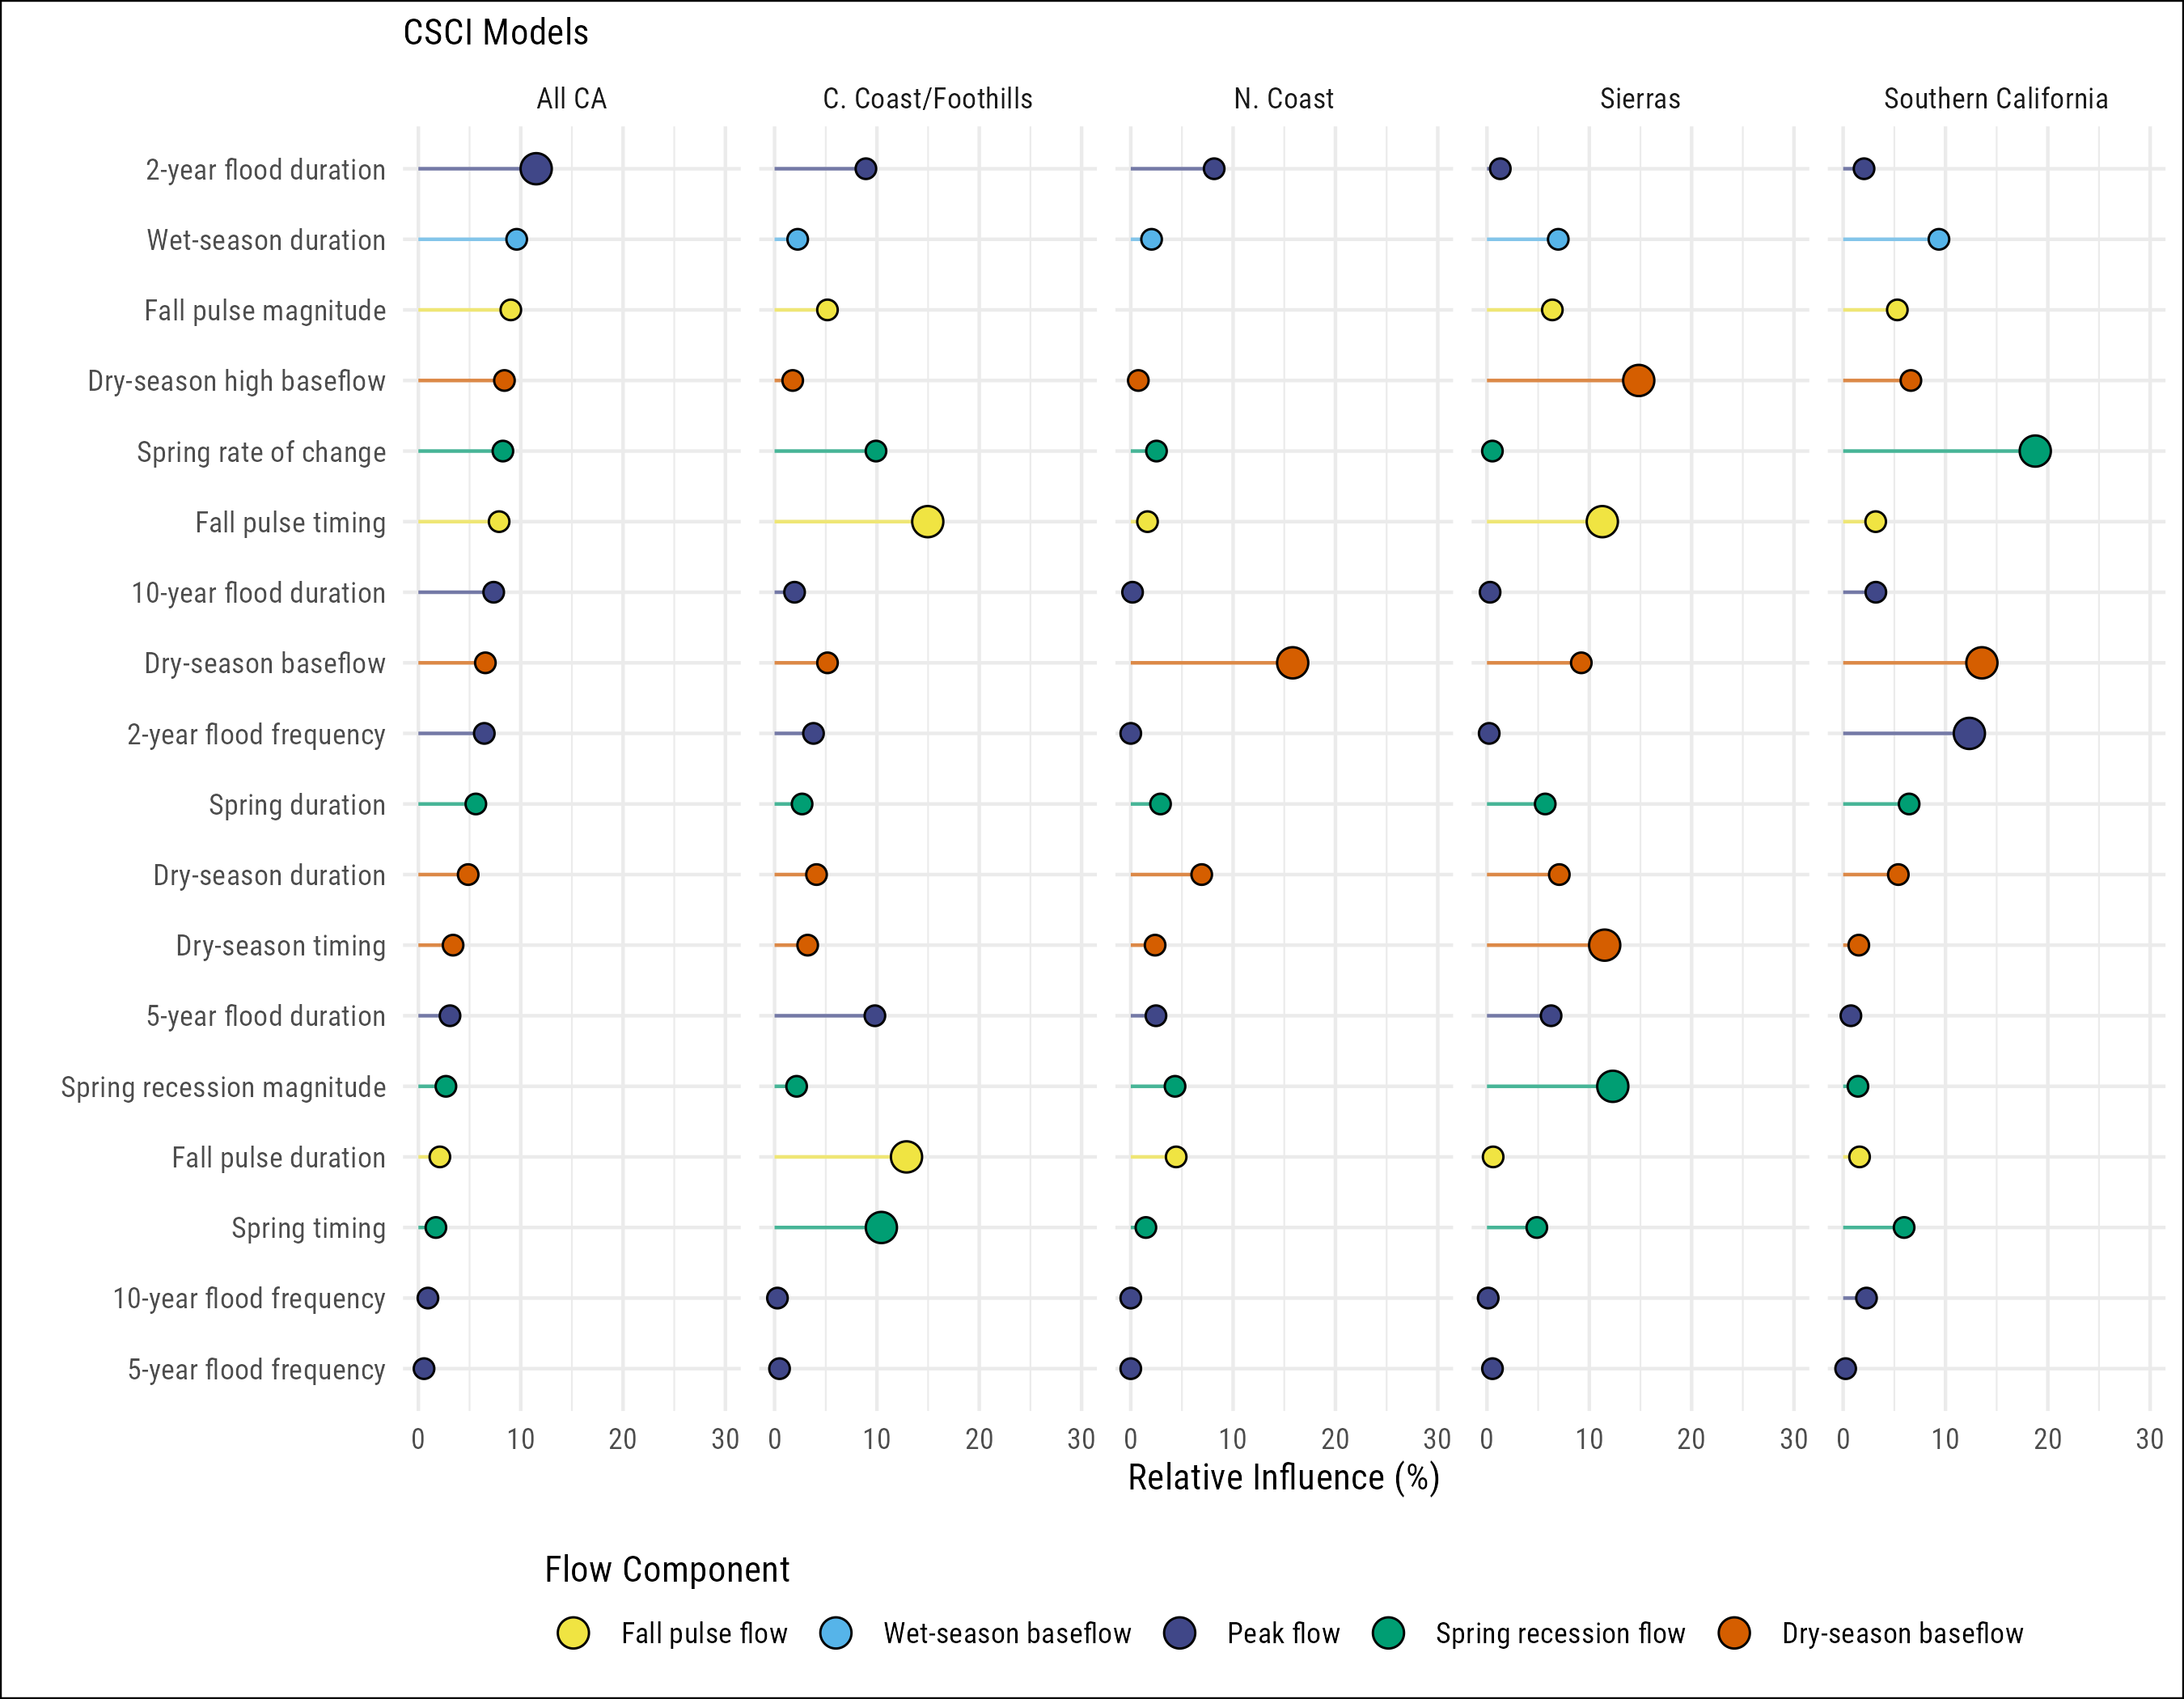 CSCI Models
All CA
C. Coast/Foothills
N. Coast
Sierras
Southern California
2-year flood duration
Wet-season duration
Fall pulse magnitude
Dry-season high baseflow
Spring rate of change
Fall pulse timing
10-year flood duration
Dry-season baseflow
2-year flood frequency
Spring duration
Dry-season duration
Dry-season timing
5-year flood duration
Spring recession magnitude
Fall pulse duration
Spring timing
10-year flood frequency
5-year flood frequency
0 10 20 30 0 10 20 30 0 10 20 30 0 10 20 30 0 10 20 30
Relative Influence (%)
Flow Component
Fall pulse flow
Wet-season baseflow
Peak flow
Spring recession flow
Dry-season baseflow